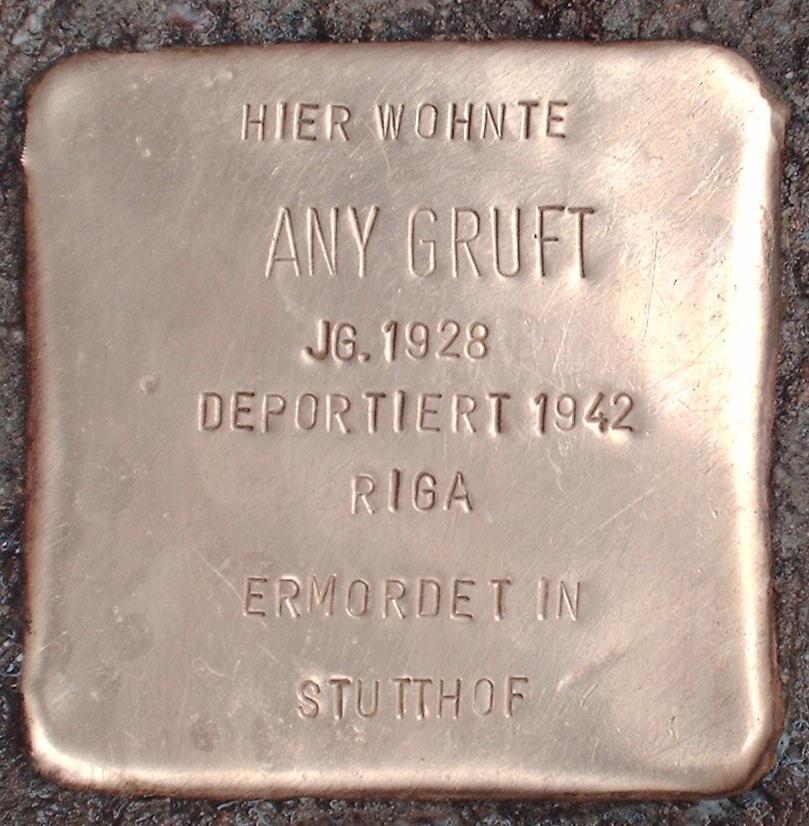 HIER WOHNTE
ANY GRUFT
JG. 1928
DEPORTIERT 1942
RIGA
ERMORDET IN
STUTTHOF